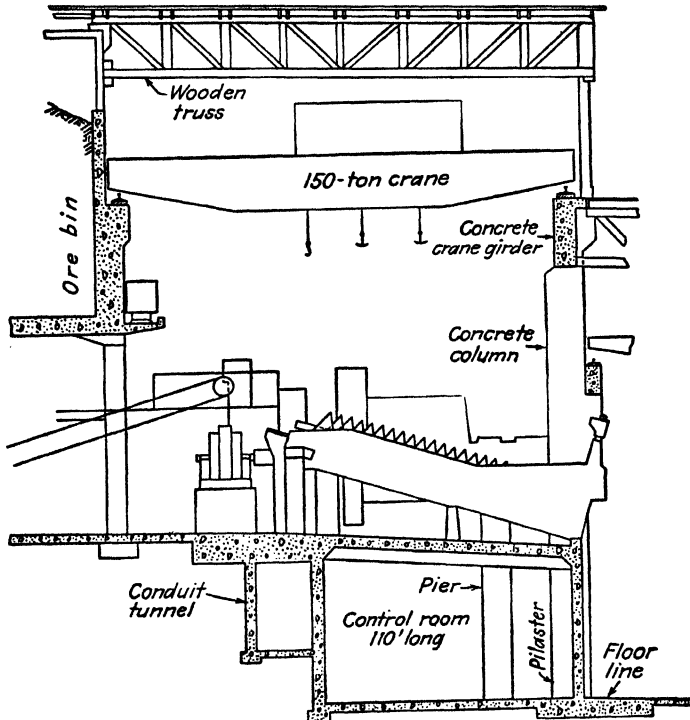 Wooden
truss
150-ton crane
Ore bin
Concrete
crane girder
Concrete
column
Conduit
tunnel
Pier
Control room
110' long
Pilaster
Floor
line